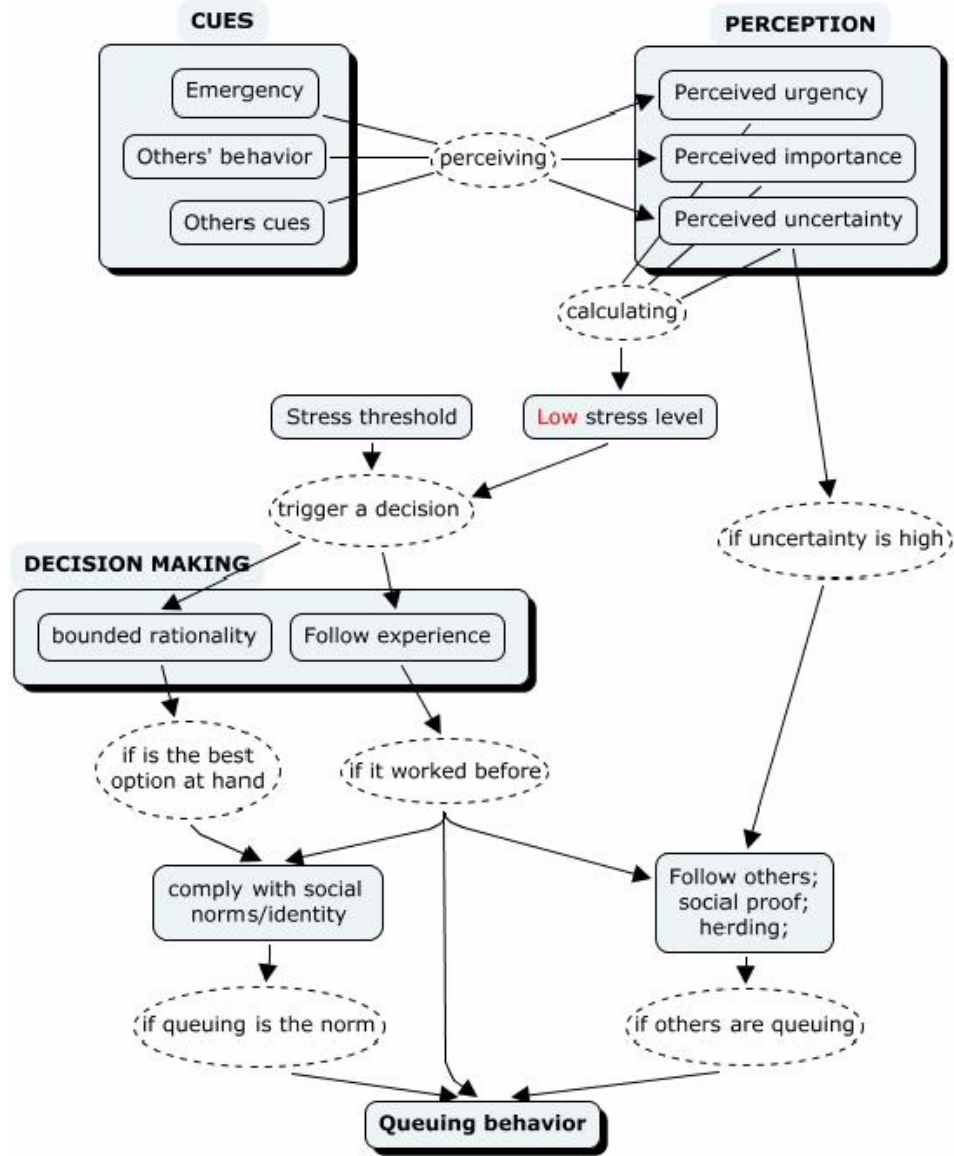 CUES
PERCEPTION
Emergency
Others' behavior
Others cues
perceiving
Perceived urgency
Perceived importance
Perceived uncertainty
calculating
Stress threshold
Low stress level
trigger a decision
if uncertainty is high
DECISION MAKING
bounded rationality
Follow experience
if is the best
option at hand
if it worked before
comply with social
norms/identity
Follow others;
social proof;
herding;
if queuing is the norm
if others are queuing
Queuing behavior